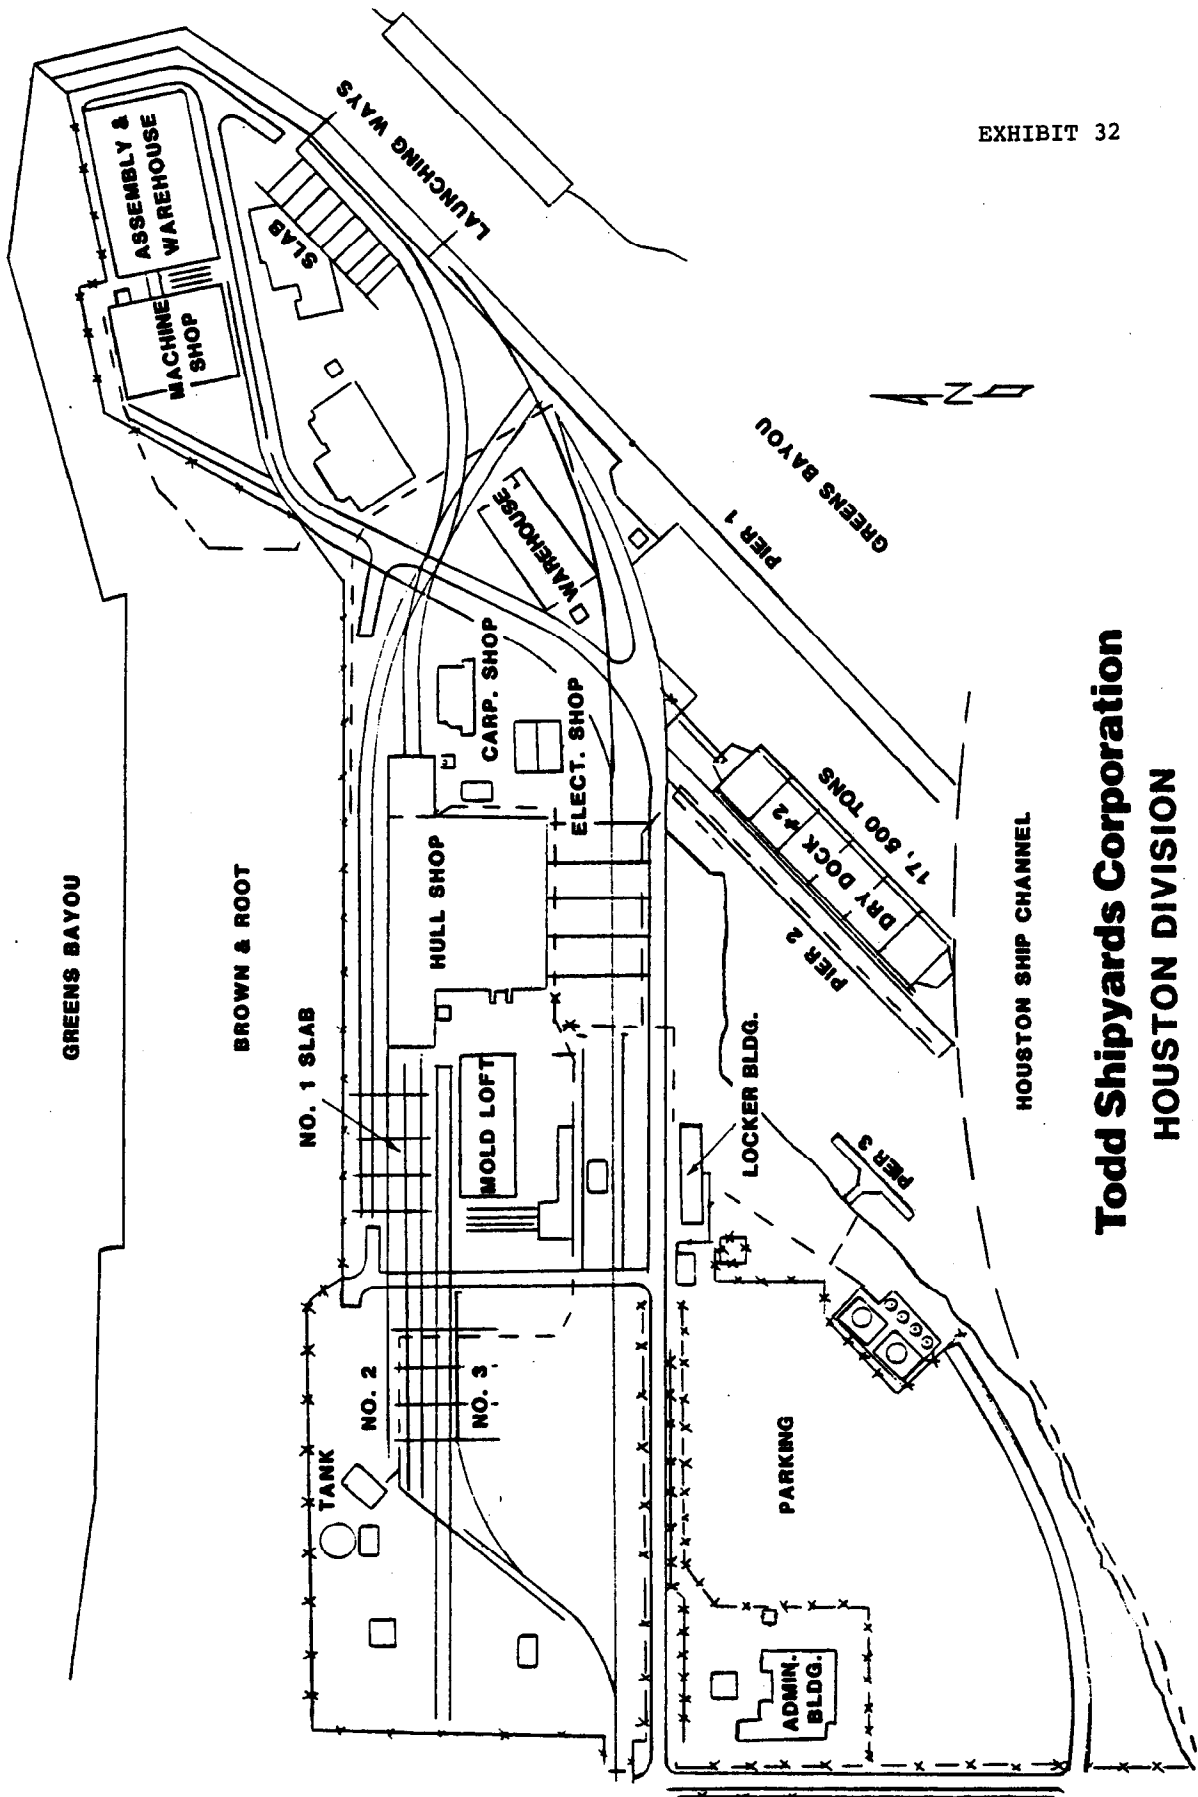 EXHIBIT 32
GREENS BAYOU
BROWN & ROOT
NO. 1 SLAB
TANK
NO. 2
NO. 3
MOLD LOFT
HULL SHOP
CARP. SHOP
ELECT. SHOP
WAREHOUSE
MACHINE
SHOP
ASSEMBLY &
WAREHOUSE
SLAB
LAUNCHING WAYS
GREENS BAYOU
PIER 1
N
DRY DOCK #2
17,500 TONS
PIER 2
LOCKER BLDG.
PIER 3
PARKING
ADMIN.
BLDG.
HOUSTON SHIP CHANNEL
Todd Shipyards Corporation
HOUSTON DIVISION